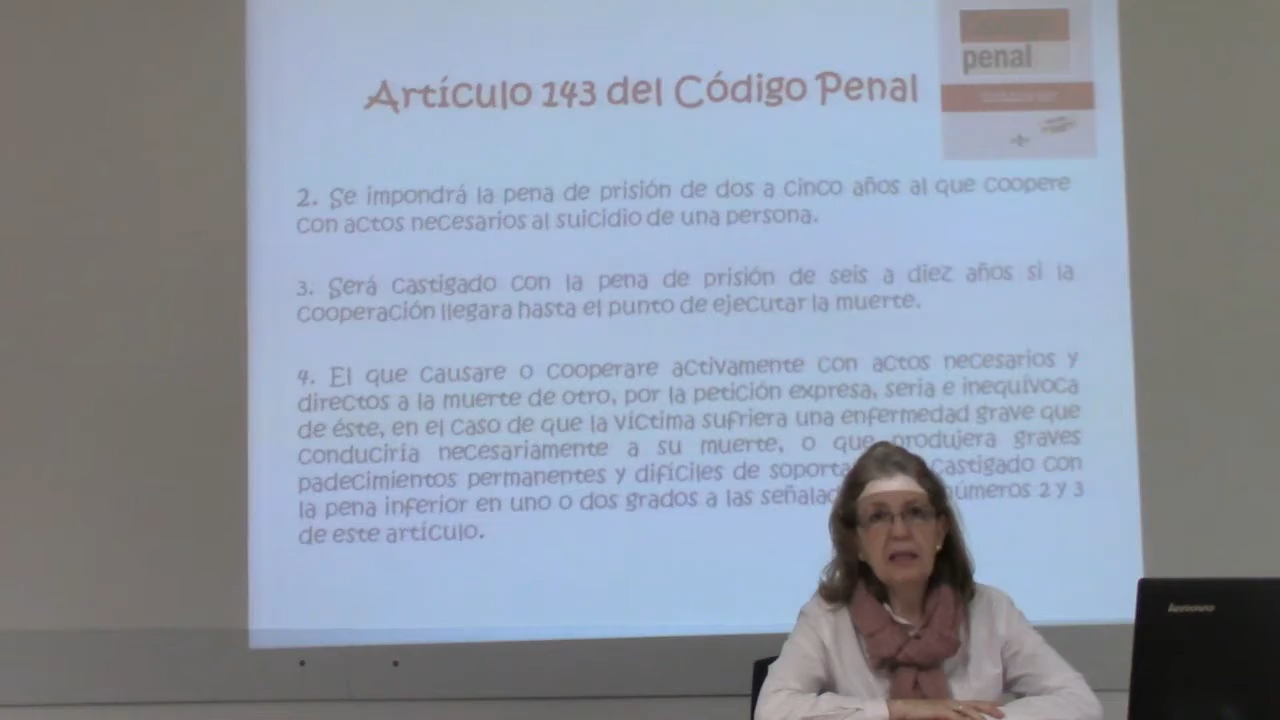 penal
Artículo 143 del Código Penal
2. Se impondrá la pena de prisión de dos a cinco años al que coopere
con actos necesarios al suicidio de una persona.
3. Será castigado con la pena de prisión de seis a diez años si la
cooperación llegara hasta el punto de ejecutar la muerte.
4. El que causare o cooperare activamente con actos necesarios y
directos a la muerte de otro, por la petición expresa, seria e inequívoca
de éste, en el caso de que la víctima sufriera una enfermedad grave que
conduciría necesariamente a su muerte, o que produjera graves
padecimientos permanentes y difíciles de castigado con
la pena inferior en uno o dos grados a las números 2 y 3
de este artículo.
lenovo